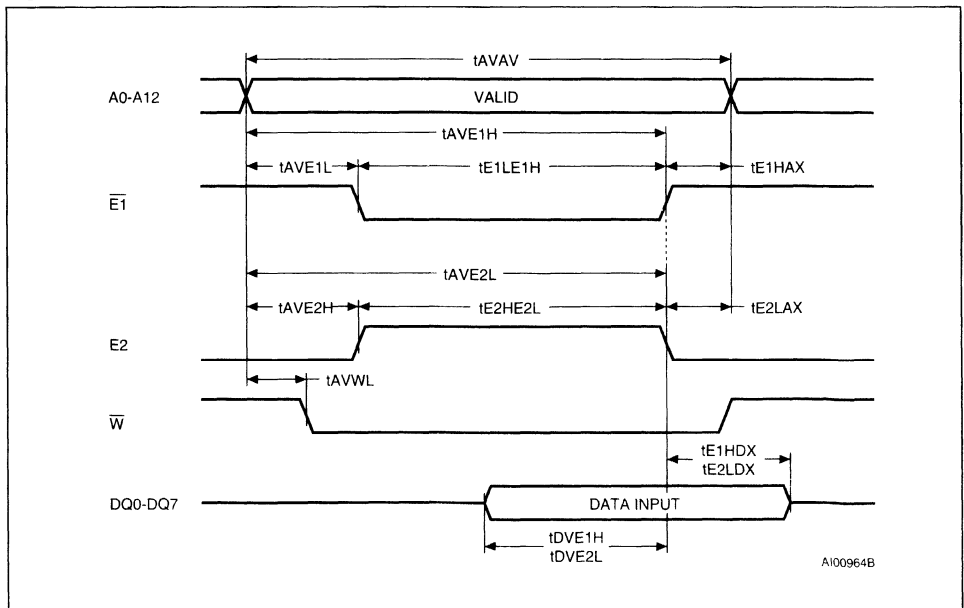 tAVAV
A0-A12
VALID
tAVE1H
tAVE1L
tE1LE1H
tE1HAX
E1
tAVE2L
tAVE2H
tE2HE2L
tE2LAX
E2
tAVWL
W
tE1HDX
tE2LDX
DQ0-DQ7
DATA INPUT
tDVE1H
tDVE2L
AI00964B